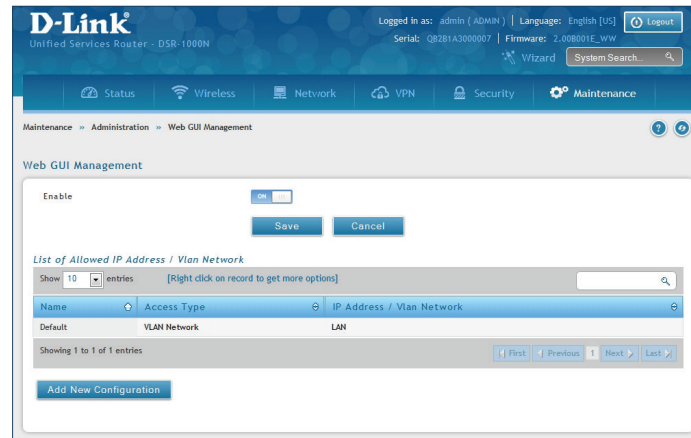 D-Link
Logged in as: admin ( ADMIN ) | Language: English [US] Logout
Unified Services Router - DSR-1000N
Serial: QB2B1A3000007 | Firmware: 2.00B001E_WW
Wizard System Search...
Status Wireless Network VPN Security Maintenance
Maintenance » Administration » Web GUI Management
Web GUI Management
Enable ON
Save Cancel
List of Allowed IP Address / Vlan Network
Show 10 entries [Right click on record to get more options]
Name Access Type IP Address / Vlan Network
Default VLAN Network LAN
Showing 1 to 1 of 1 entries First Previous 1 Next Last
Add New Configuration